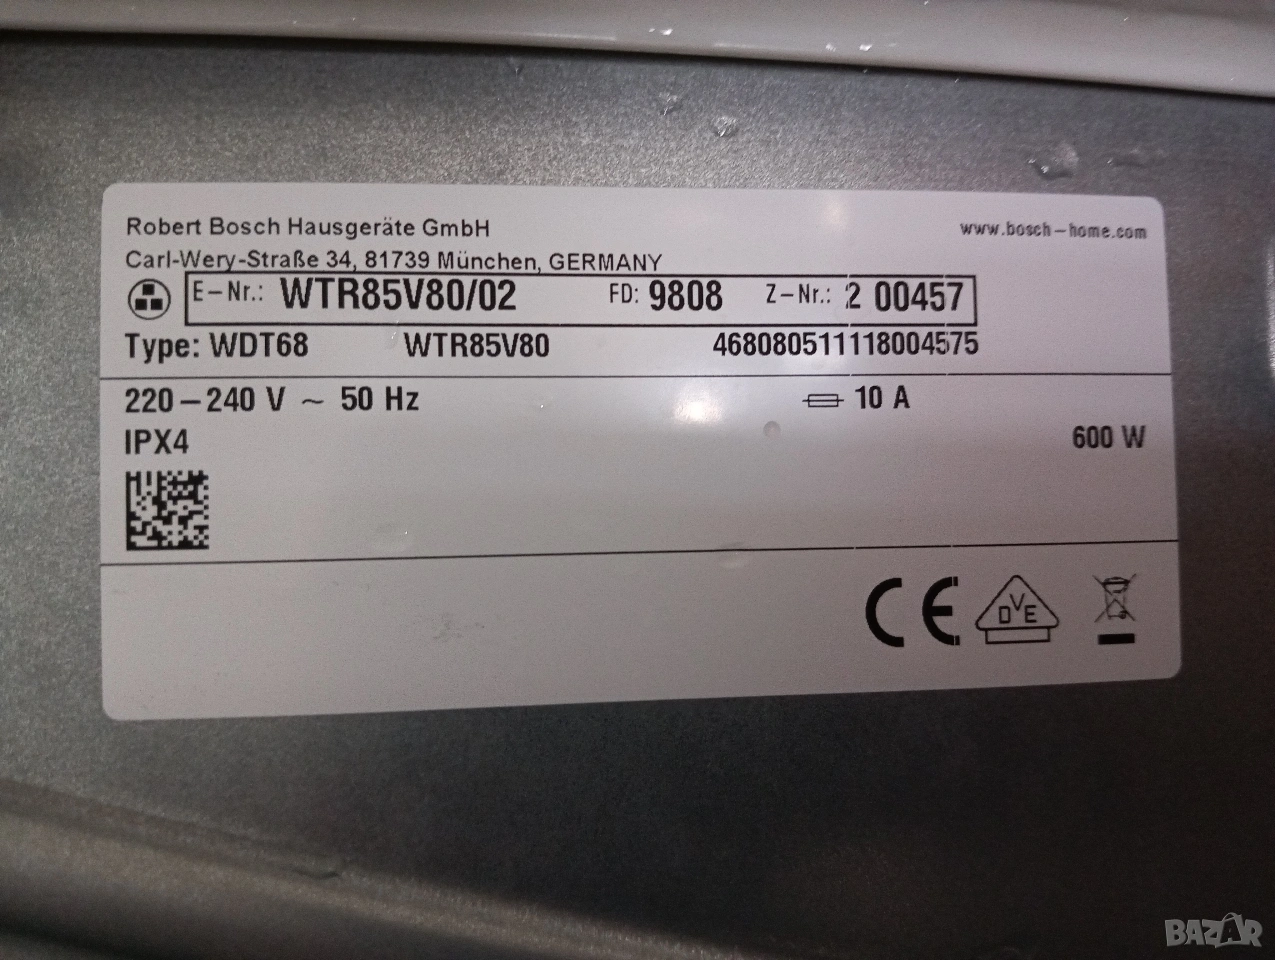 Robert Bosch Hausgeräte GmbH
www.bosch-home.com
Carl-Wery-Straße 34, 81739 München, GERMANY
E-Nr.: WTR85V80/02 FD: 9808 Z-Nr.: 2 00457
Type: WDT68 WTR85V80 468080511118004575
220-240 V ~ 50 Hz 10 A
IPX4 600 W
CE DVE
BAZAR